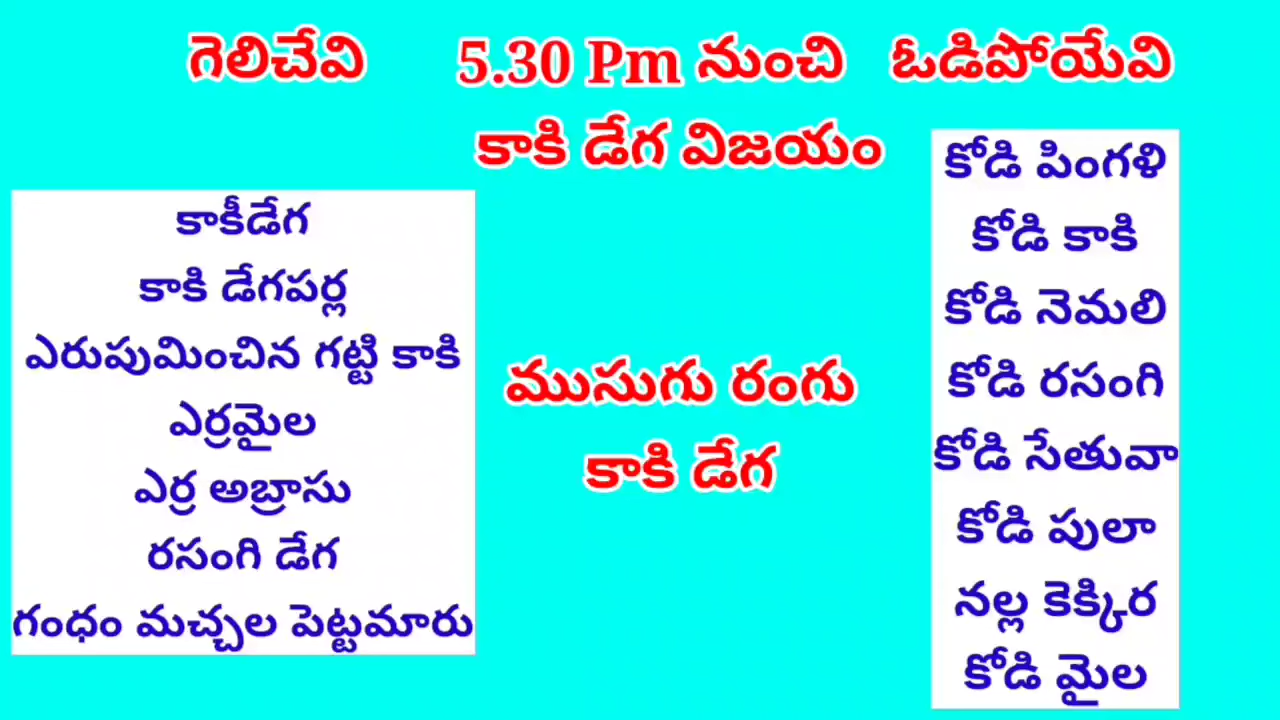 గెలిచేవి
5.30 Pm నుంచి
ఓడిపోయేవి
కాకి డేగ విజయం
కాకీడేగ
కాకి డేగపర్ల
ఎరుపుమించిన గట్టి కాకి
ఎర్రమైల
ఎర్ర అబ్రాసు
రసంగి డేగ
గంధం మచ్చల పెట్టమారు
ముసుగు రంగు
కాకి డేగ
కోడి పింగళి
కోడి కాకి
కోడి నెమలి
కోడి రసంగి
కోడి సేతువా
కోడి పులా
నల్ల కెక్కిర
కోడి మైల